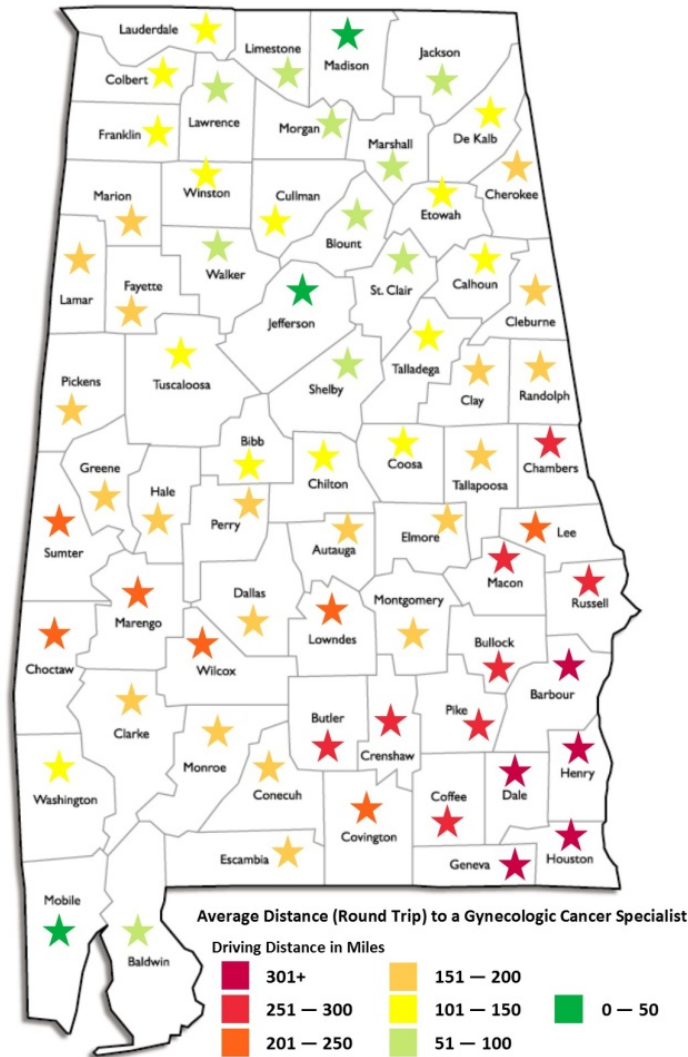 Lauderdale
Limestone
Madison
Jackson
Colbert
Lawrence
Franklin
Morgan
Marshall
De Kalb
Marion
Winston
Cullman
Cherokee
Etowah
Blount
Walker
St. Clair
Calhoun
Lamar
Fayette
Jefferson
Cleburne
Talladega
Pickens
Tuscaloosa
Shelby
Clay
Randolph
Bibb
Greene
Hale
Chilton
Coosa
Tallapoosa
Chambers
Perry
Autauga
Elmore
Lee
Sumter
Macon
Dallas
Montgomery
Russell
Marengo
Lowndes
Bullock
Choctaw
Wilcox
Barbour
Clarke
Butler
Pike
Monroe
Crenshaw
Henry
Washington
Conecuh
Coffee
Dale
Covington
Escambia
Geneva
Houston
Mobile
Baldwin
Average Distance (Round Trip) to a Gynecologic Cancer Specialist
Driving Distance in Miles
301+
151 — 200
251 — 300
101 — 150
0 — 50
201 — 250
51 — 100